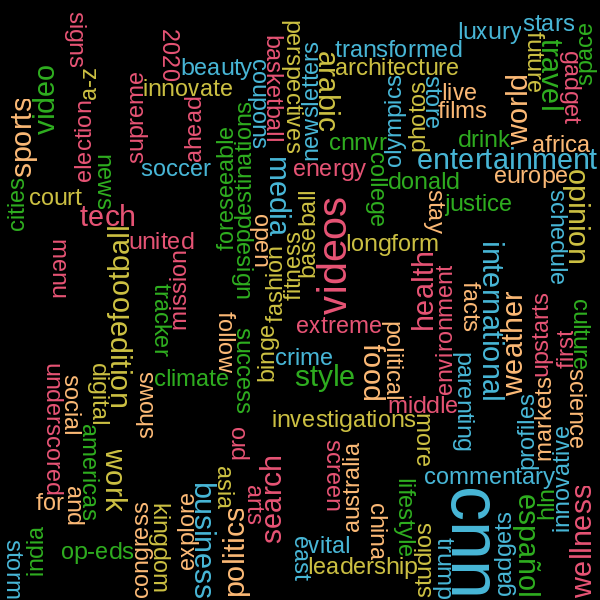 stars
luxury
signs
2020
basketball
perspectives
newsletters
transformed
future
travel
space
gadget
beauty
coupons
architecture
arabic
video
a-z
innovate
olympics
photos
store
live
films
world
sports
election
supreme
ahead
cnnvr
drink
africa
foreseeable
destinations
entertainment
soccer
media
energy
college
donald
europe
opinion
cities
court
news
tech
upside
open
baseball
stay
justice
schedule
videos
longform
united
football
menu
mission
fashion
fitness
health
international
edition
tracker
environment
facts
weather
upstarts
culture
first
follow
success
binge
extreme
political
crime
food
style
parenting
climate
shows
underscored
social
digital
middle
markets
science
profiles
investigations
more
americas
work
pro
screen
australia
innovative
commentary
asia
arts
search
cnn
español
hln
wellness
for
and
congress
kingdom
explore
business
politics
china
lifestyle
gadgets
storm
india
op-eds
east
vital
leadership
solpnts
trump